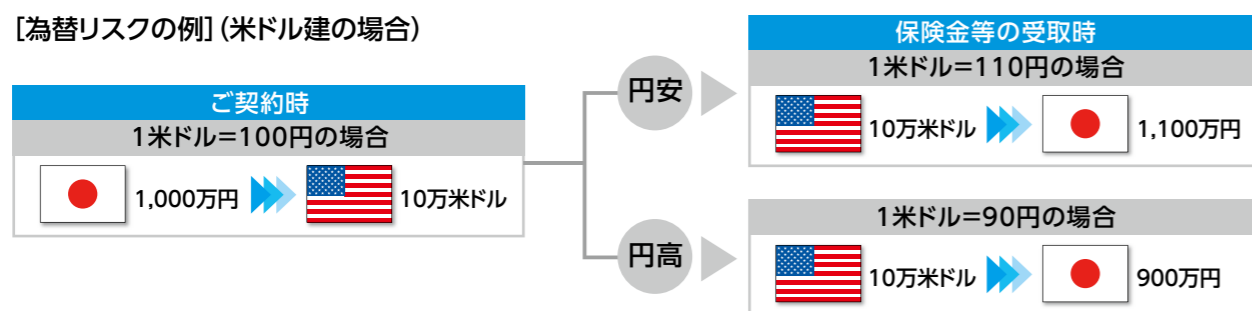 [為替リスクの例](米ドル建の場合)
ご契約時
1米ドル=100円の場合
1,000万円
10万米ドル
円安
保険金等の受取時
1米ドル=110円の場合
10万米ドル
1,100万円
円高
1米ドル=90円の場合
10万米ドル
900万円